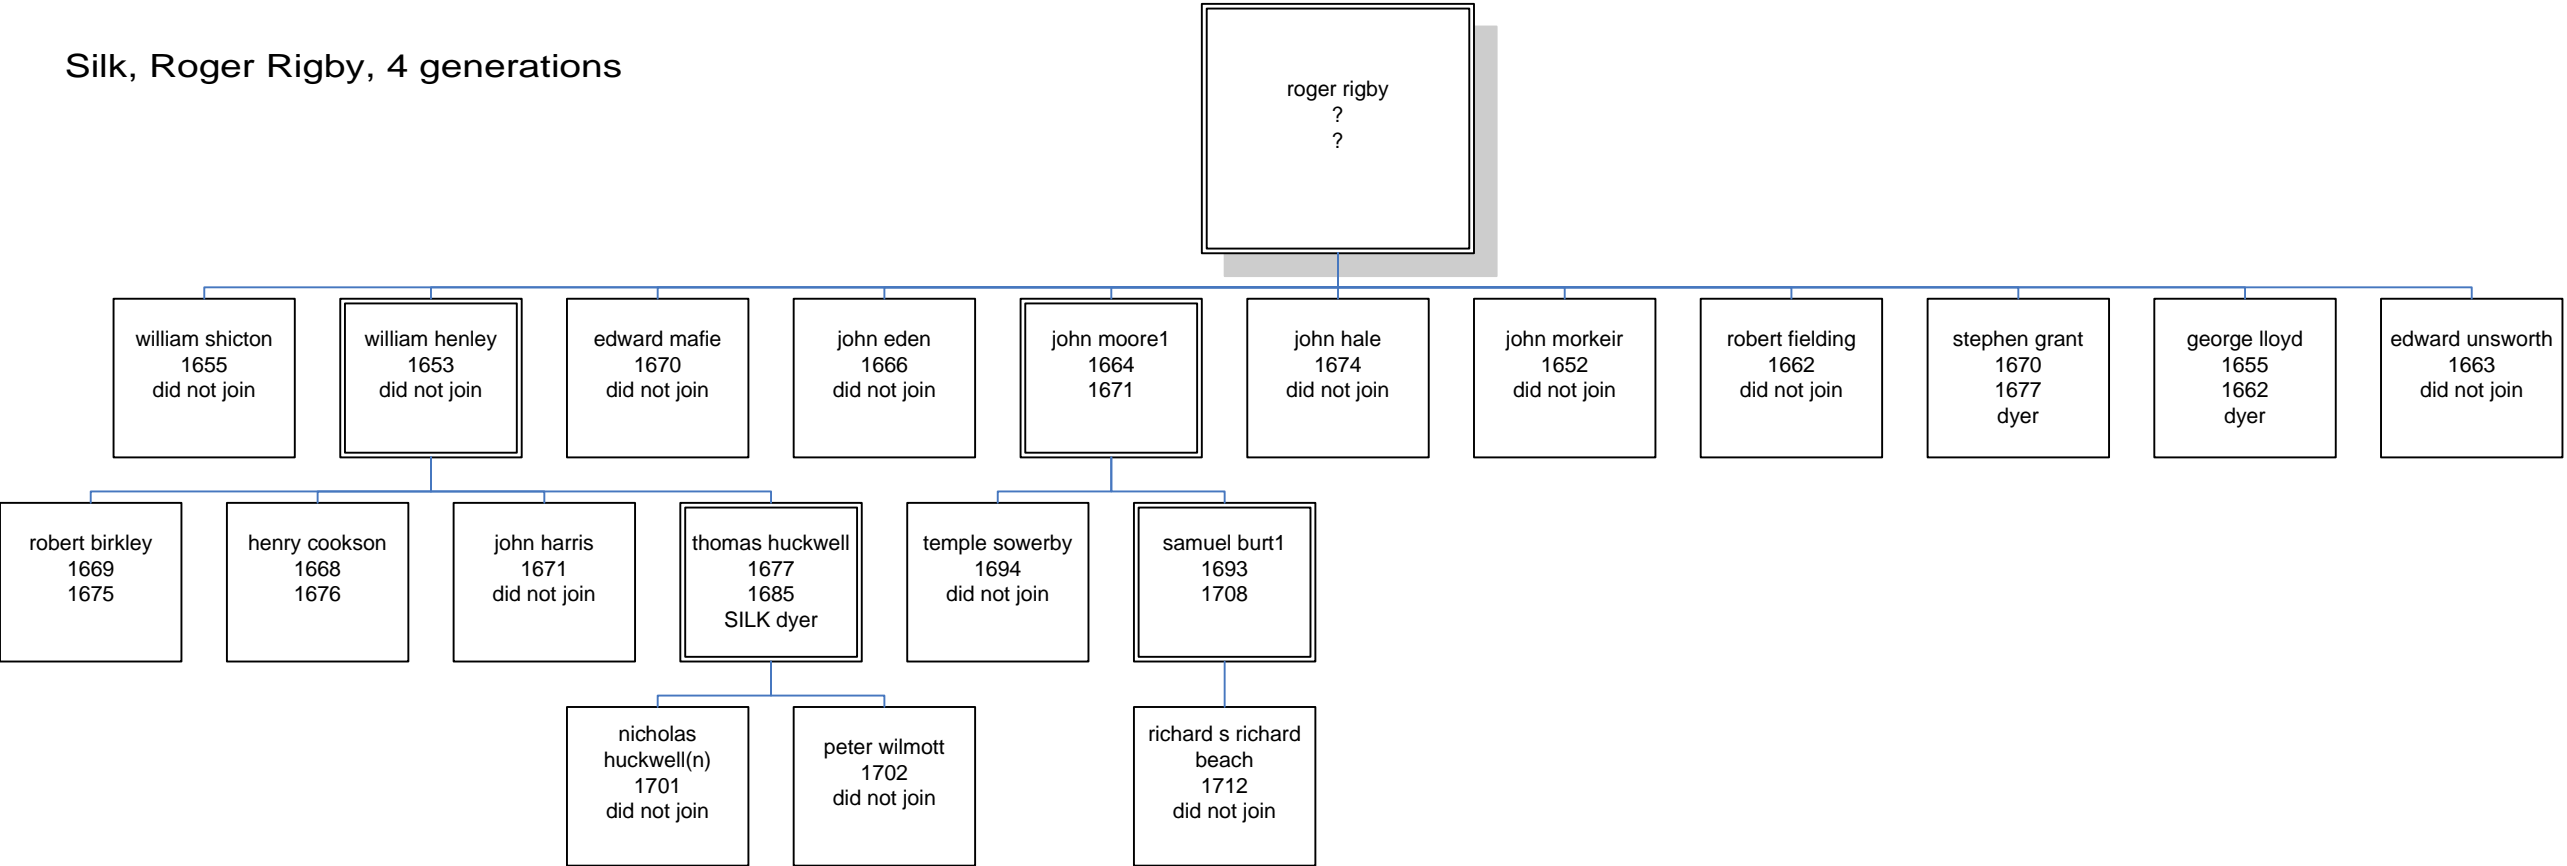 Silk, Roger Rigby, 4 generations
roger rigby
?
?
william shicton
1655
did not join
william henley
1653
did not join
edward mafie
1670
did not join
john eden
1666
did not join
john moore1
1664
1671
john hale
1674
did not join
john morkeir
1652
did not join
robert fielding
1662
did not join
stephen grant
1670
1677
dyer
george lloyd
1655
1662
dyer
edward unsworth
1663
did not join
robert birkley
1669
1675
henry cookson
1668
1676
john harris
1671
did not join
thomas huckwell
1677
1685
SILK dyer
temple sowerby
1694
did not join
samuel burt1
1693
1708
nicholas
huckwell(n)
1701
did not join
peter wilmott
1702
did not join
richard s richard
beach
1712
did not join